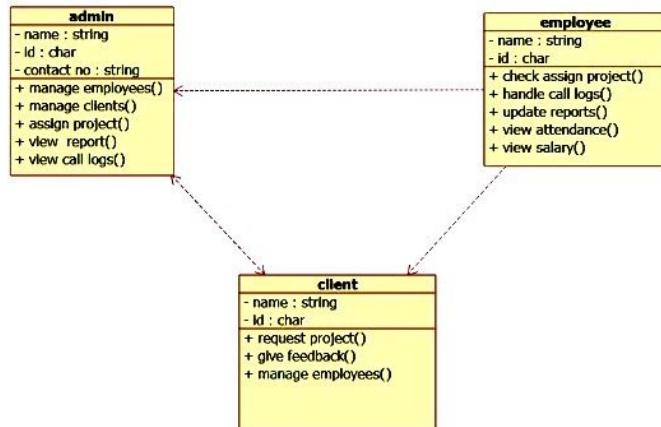 admin
- name : string
- id : char
- contact no : string
+ manage employees()
+ manage clients()
+ assign project()
+ view report()
+ view call logs()
employee
- name : string
- id : char
+ check assign project()
+ handle call logs()
+ update reports()
+ view attendance()
+ view salary()
client
- name : string
- id : char
+ request project()
+ give feedback()
+ manage employees()